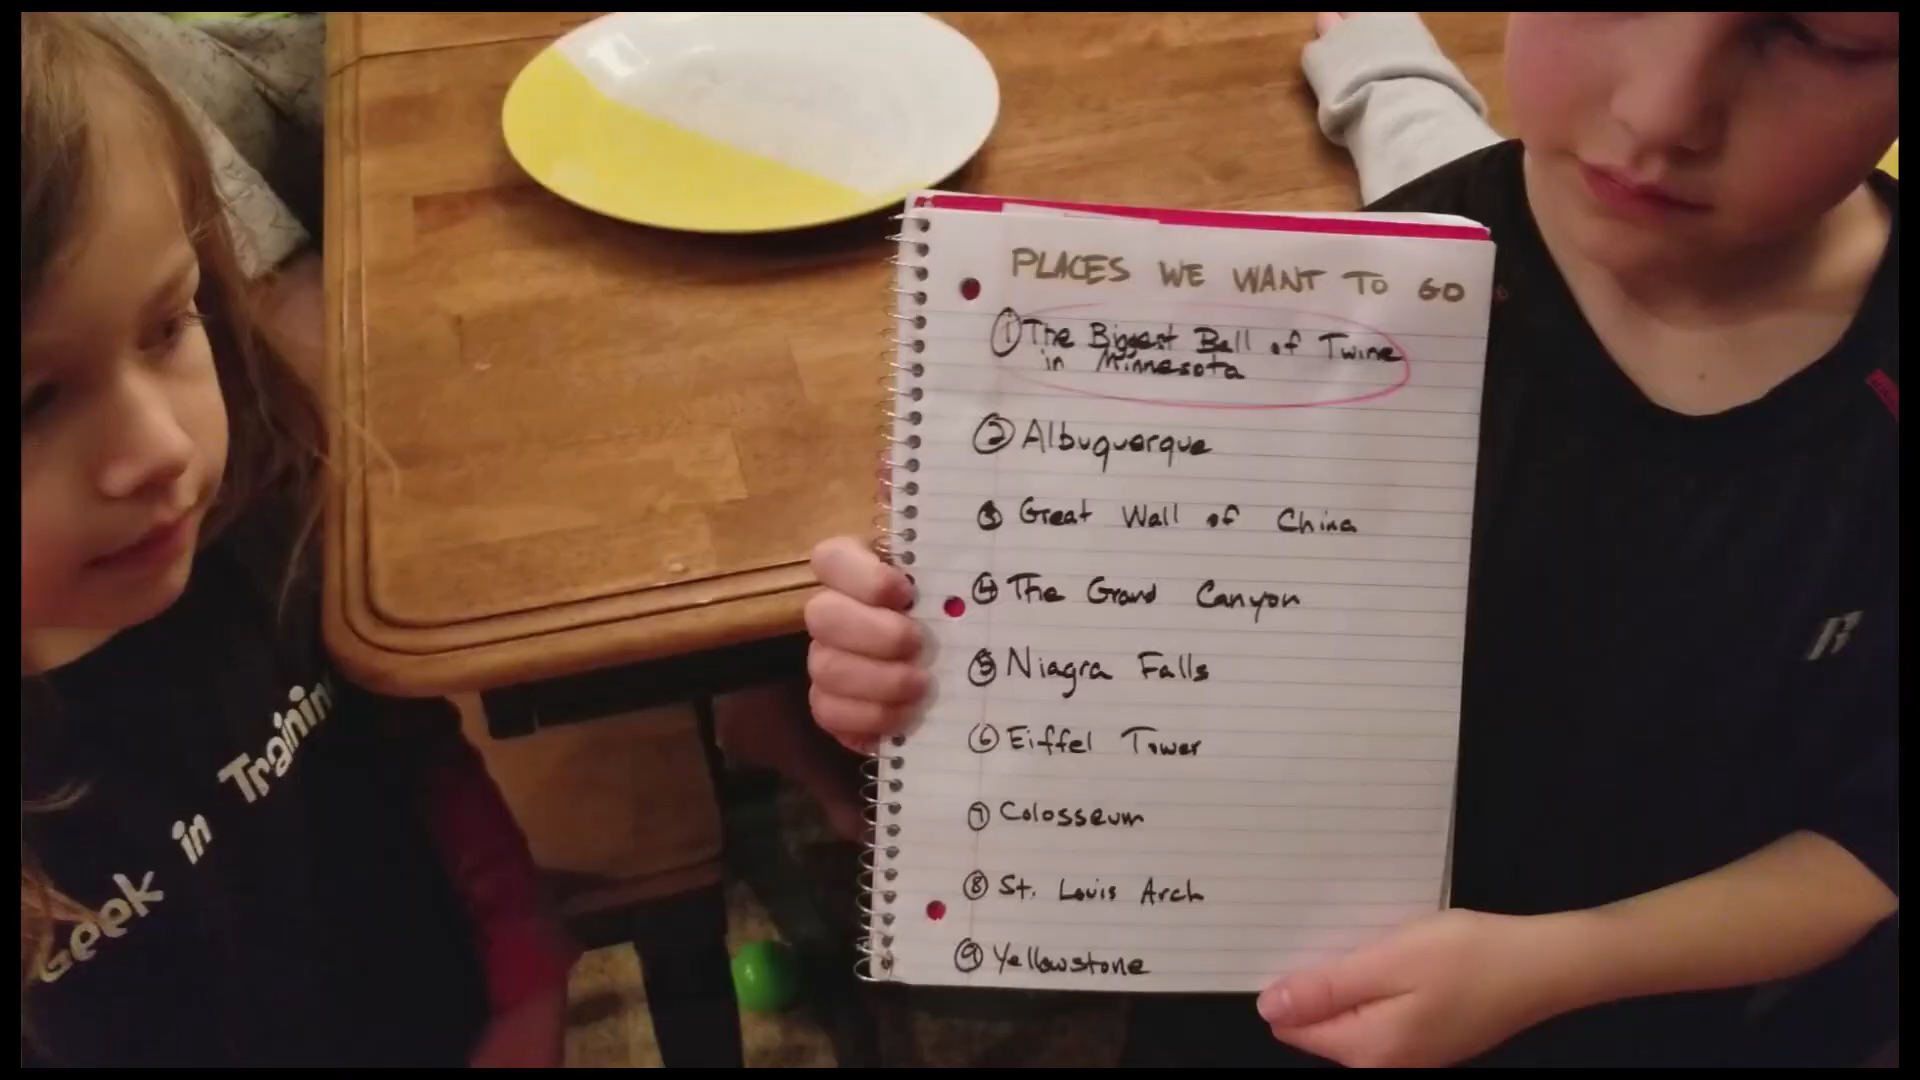 PLACES WE WANT TO GO
① The Biggest Ball of Twine
in Minnesota
② Albuquerque
③ Great Wall of China
④ The Grand Canyon
⑤ Niagra Falls
⑥ Eiffel Tower
⑦ Colosseum
⑧ St. Louis Arch
⑨ Yellowstone
Geek in Trainin
R